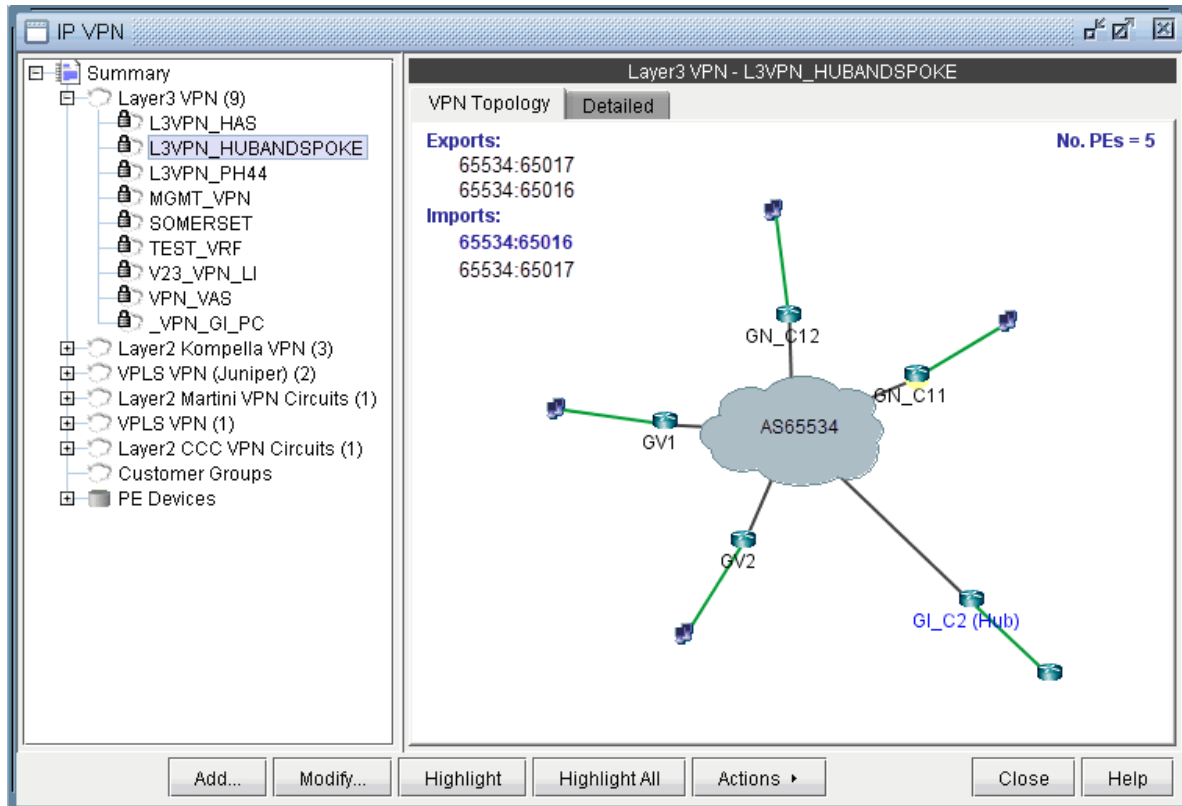 IP VPN
Summary
Layer3 VPN (9)
L3VPN_HAS
L3VPN_HUBANDSPOKE
L3VPN_PH44
MGMT_VPN
SOMERSET
TEST_VRF
V23_VPN_LI
VPN_VAS
_VPN_GI_PC
Layer2 Kompella VPN (3)
VPLS VPN (Juniper) (2)
Layer2 Martini VPN Circuits (1)
VPLS VPN (1)
Layer2 CCC VPN Circuits (1)
Customer Groups
PE Devices
Layer3 VPN - L3VPN_HUBANDSPOKE
VPN Topology Detailed
Exports:
65534:65017
65534:65016
Imports:
65534:65016
65534:65017
No. PEs = 5
GN_C12
GN_C11
AS65534
GV1
GV2
GI_C2 (Hub)
Add... Modify... Highlight Highlight All Actions Close Help